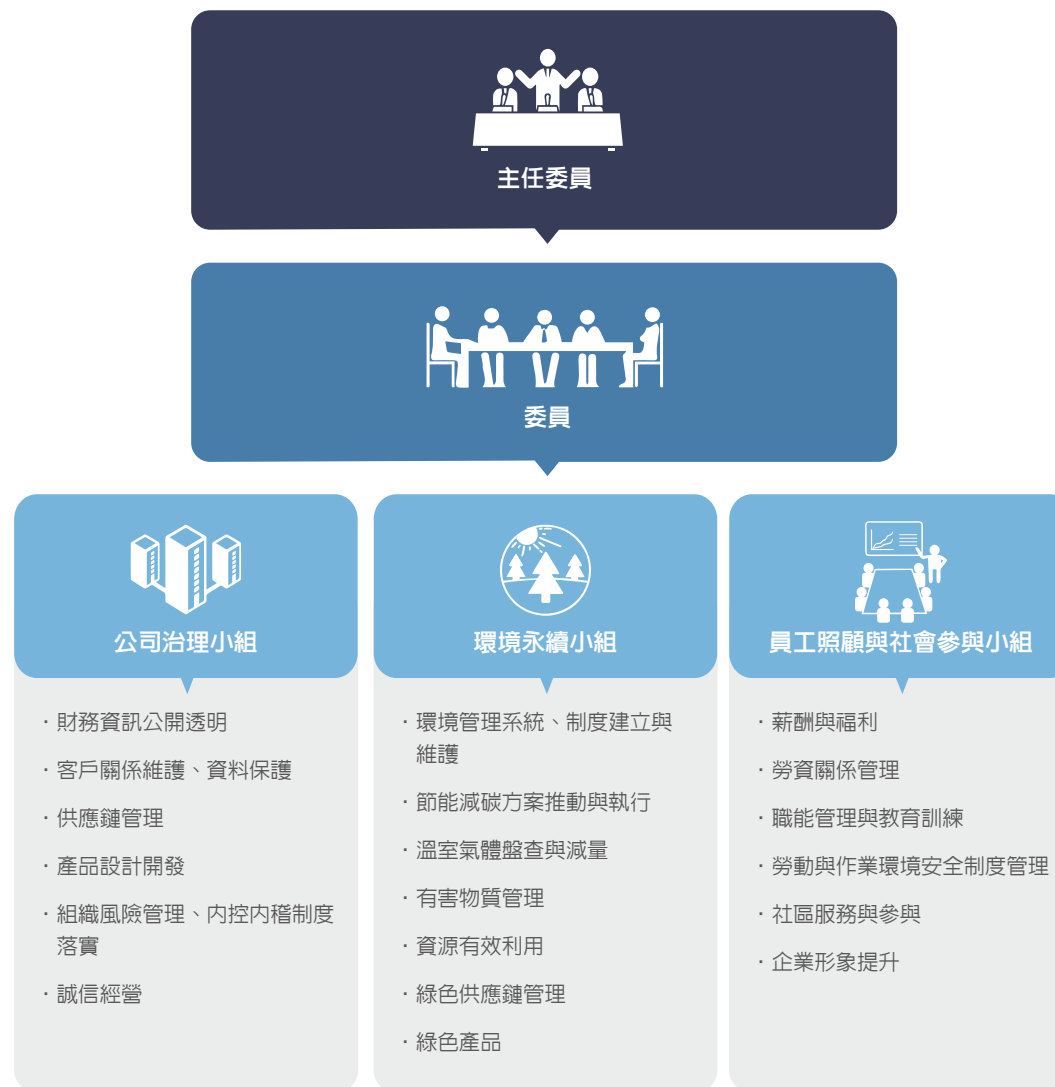 主任委員
委員
公司治理小組
・財務資訊公開透明
・客戶關係維護、資料保護
・供應鏈管理
・產品設計開發
・組織風險管理、內控內稽制度
落實
・誠信經營
環境永續小組
・環境管理系統、制度建立與
維護
・節能減碳方案推動與執行
・溫室氣體盤查與減量
・有害物質管理
・資源有效利用
・綠色供應鏈管理
・綠色產品
員工照顧與社會參與小組
・薪酬與福利
・勞資關係管理
・職能管理與教育訓練
・勞動與作業環境安全制度管理
・社區服務與參與
・企業形象提升